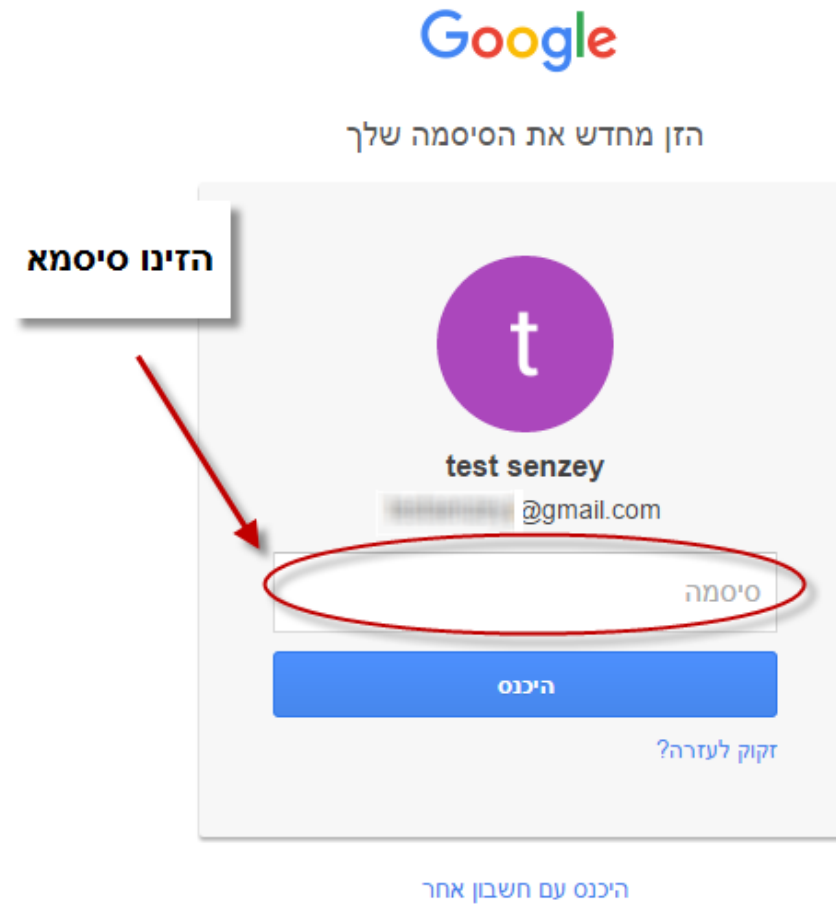 Google
הזן מחדש את הסיסמה שלך
הזינו סיסמא
t
test senzey
@gmail.com
סיסמה
היכנס
זקוק לעזרה?
היכנס עם חשבון אחר